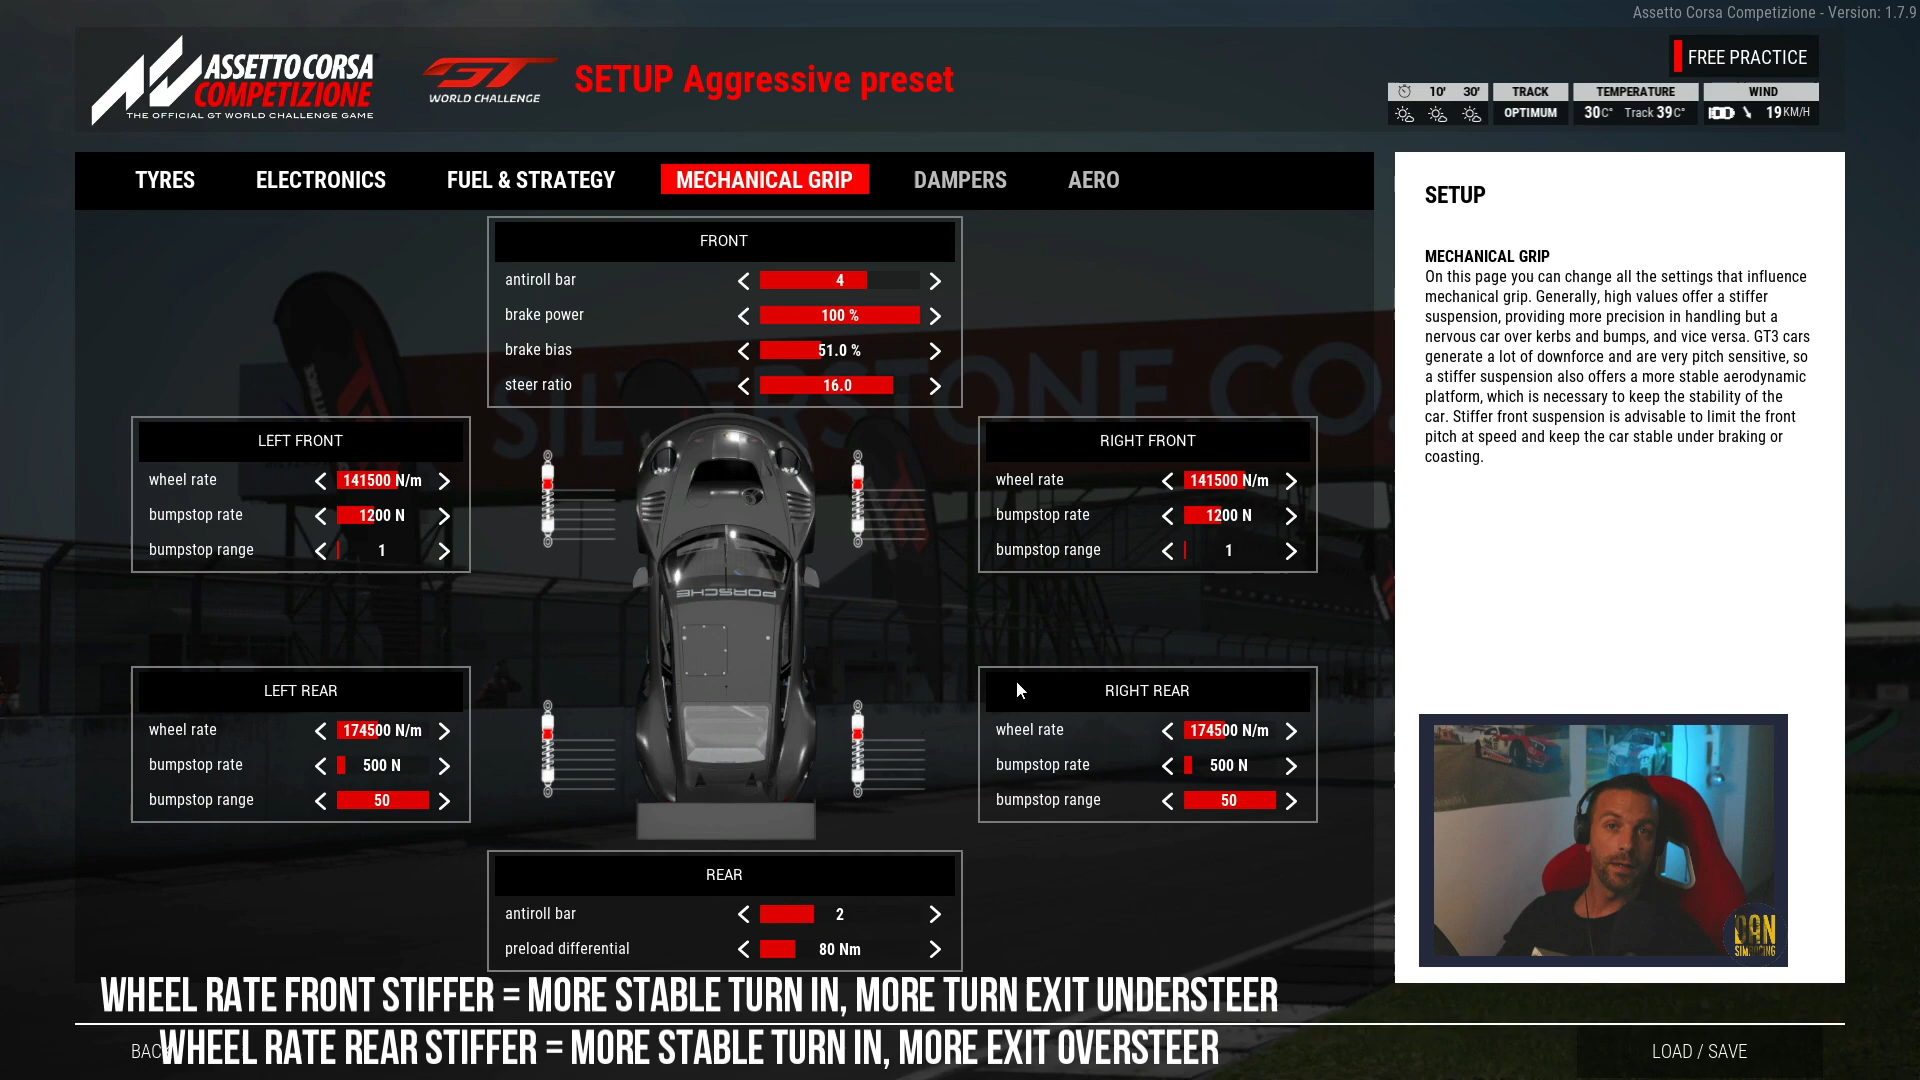 Assetto Corsa Competizione - Version: 1.7.9
ASSETTO CORSA
COMPETIZIONE
THE OFFICIAL GT WORLD CHALLENGE GAME
GT
WORLD CHALLENGE
SETUP Aggressive preset
FREE PRACTICE
10' 30' TRACK TEMPERATURE WIND
OPTIMUM 30C° Track 39C° 19KM/H
TYRES ELECTRONICS FUEL & STRATEGY MECHANICAL GRIP DAMPERS AERO
FRONT
antiroll bar 4
brake power 100 %
brake bias 51.0 %
steer ratio 16.0
SILVERSTONE CO
LEFT FRONT
wheel rate 141500 N/m
bumpstop rate 1200 N
bumpstop range 1
RIGHT FRONT
wheel rate 141500 N/m
bumpstop rate 1200 N
bumpstop range 1
PORSCHE
LEFT REAR
wheel rate 174500 N/m
bumpstop rate 500 N
bumpstop range 50
RIGHT REAR
wheel rate 174500 N/m
bumpstop rate 500 N
bumpstop range 50
REAR
antiroll bar 2
preload differential 80 Nm
SETUP
MECHANICAL GRIP
On this page you can change all the settings that influence
mechanical grip. Generally, high values offer a stiffer
suspension, providing more precision in handling but a
nervous car over kerbs and bumps, and vice versa. GT3 cars
generate a lot of downforce and are very pitch sensitive, so
a stiffer suspension also offers a more stable aerodynamic
platform, which is necessary to keep the stability of the
car. Stiffer front suspension is advisable to limit the front
pitch at speed and keep the car stable under braking or
coasting.
DAN
SIMRACING
WHEEL RATE FRONT STIFFER = MORE STABLE TURN IN, MORE TURN EXIT UNDERSTEER
WHEEL RATE REAR STIFFER = MORE STABLE TURN IN, MORE EXIT OVERSTEER
BACK
LOAD / SAVE